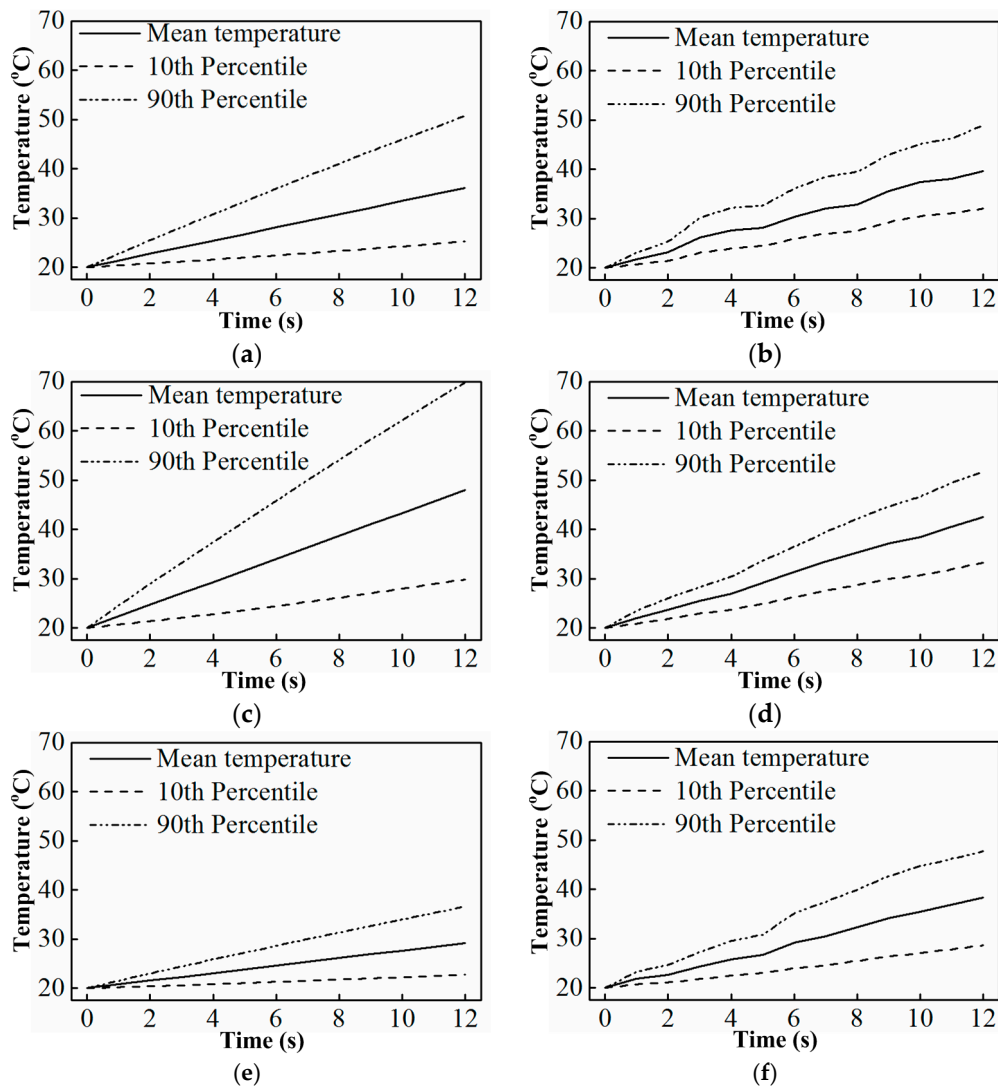 70
60
50
40
30
20
Temperature (°C)
Mean temperature
10th Percentile
90th Percentile
0 2 4 6 8 10 12
Time (s)
(a)
70
60
50
40
30
20
Temperature (°C)
Mean temperature
10th Percentile
90th Percentile
0 2 4 6 8 10 12
Time (s)
(b)
70
60
50
40
30
20
Temperature (°C)
Mean temperature
10th Percentile
90th Percentile
0 2 4 6 8 10 12
Time (s)
(c)
70
60
50
40
30
20
Temperature (°C)
Mean temperature
10th Percentile
90th Percentile
0 2 4 6 8 10 12
Time (s)
(d)
70
60
50
40
30
20
Temperature (°C)
Mean temperature
10th Percentile
90th Percentile
0 2 4 6 8 10 12
Time (s)
(e)
70
60
50
40
30
20
Temperature (°C)
Mean temperature
10th Percentile
90th Percentile
0 2 4 6 8 10 12
Time (s)
(f)